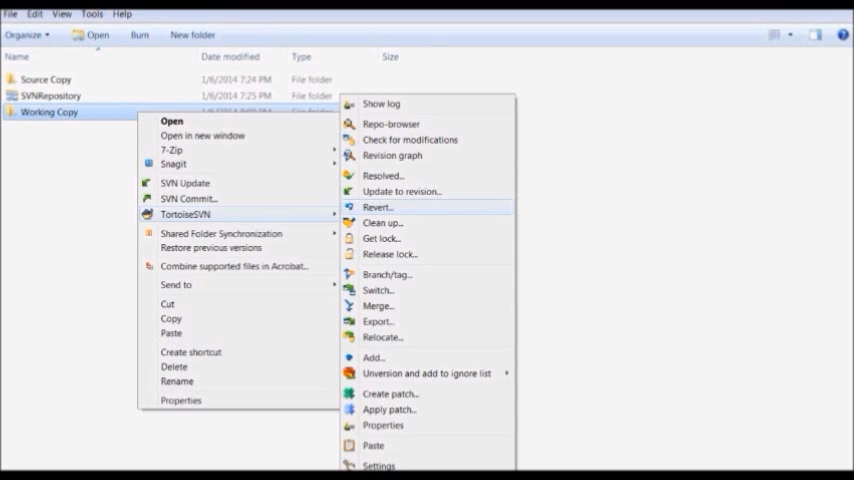 File Edit View Tools Help
Organize Open Burn New folder
Name Date modified Type Size
Source Copy 1/6/2014 7:24 PM File folder
SVNRepository 1/6/2014 7:25 PM File folder
Working Copy
Open
Open in new window
7-Zip
Snagit
SVN Update
SVN Commit...
TortoiseSVN
Shared Folder Synchronization
Restore previous versions
Combine supported files in Acrobat...
Send to
Cut
Copy
Paste
Create shortcut
Delete
Rename
Properties
Show log
Repo-browser
Check for modifications
Revision graph
Resolved...
Update to revision...
Revert...
Clean up...
Get lock...
Release lock...
Branch/tag...
Switch...
Merge...
Export...
Relocate...
Add...
Unversion and add to ignore list
Create patch...
Apply patch...
Properties
Paste
Settings